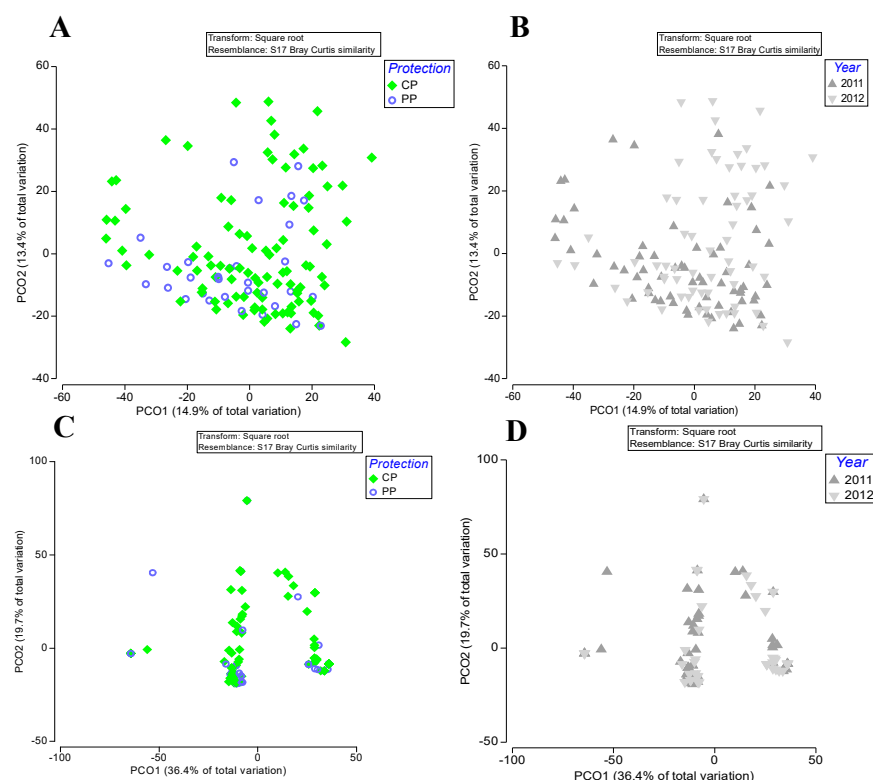 A
Transform: Square root
Resemblance: S17 Bray Curtis similarity
Protection
CP
PP
60
40
20
0
-20
-40
PCO2 (13.4% of total variation)
-60
-40
-20
0
20
40
PCO1 (14.9% of total variation)
B
Transform: Square root
Resemblance: S17 Bray Curtis similarity
Year
2011
2012
60
40
20
0
-20
-40
PCO2 (13.4% of total variation)
-60
-40
-20
0
20
40
PCO1 (14.9% of total variation)
C
Transform: Square root
Resemblance: S17 Bray Curtis similarity
Protection
CP
PP
100
50
0
-50
PCO2 (19.7% of total variation)
-100
-50
0
50
PCO1 (36.4% of total variation)
D
Transform: Square root
Resemblance: S17 Bray Curtis similarity
Year
2011
2012
100
50
0
-50
PCO2 (19.7% of total variation)
-100
-50
0
50
PCO1 (36.4% of total variation)